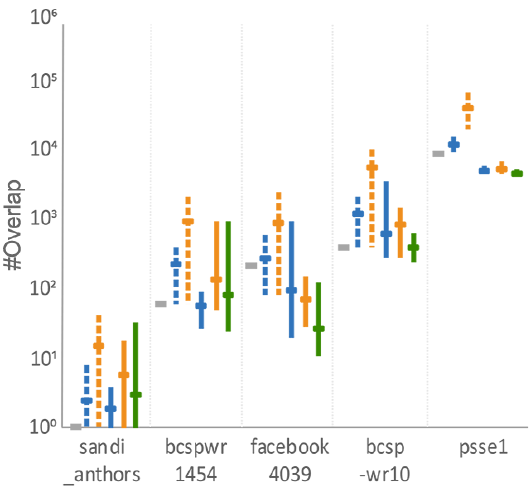 10⁶
10⁵
10⁴
10³
10²
10¹
10⁰
#Overlap
sandi
_anthors
bcspwr
1454
facebook
4039
bcsp
-wr10
psse1